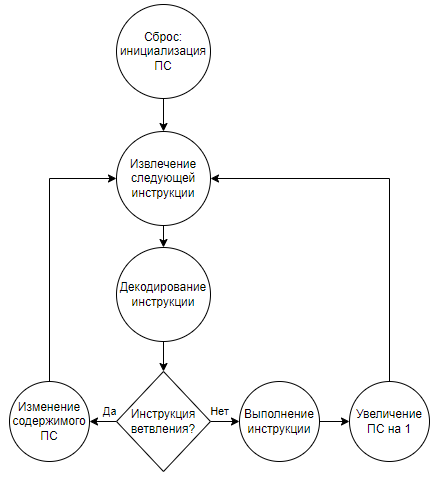 Сброс:
инициализация
ПС
Извлечение
следующей
инструкции
Декодирование
инструкции
Изменение
содержимого
ПС
Да
Инструкция
ветвления?
Нет
Выполнение
инструкции
Увеличение
ПС на 1